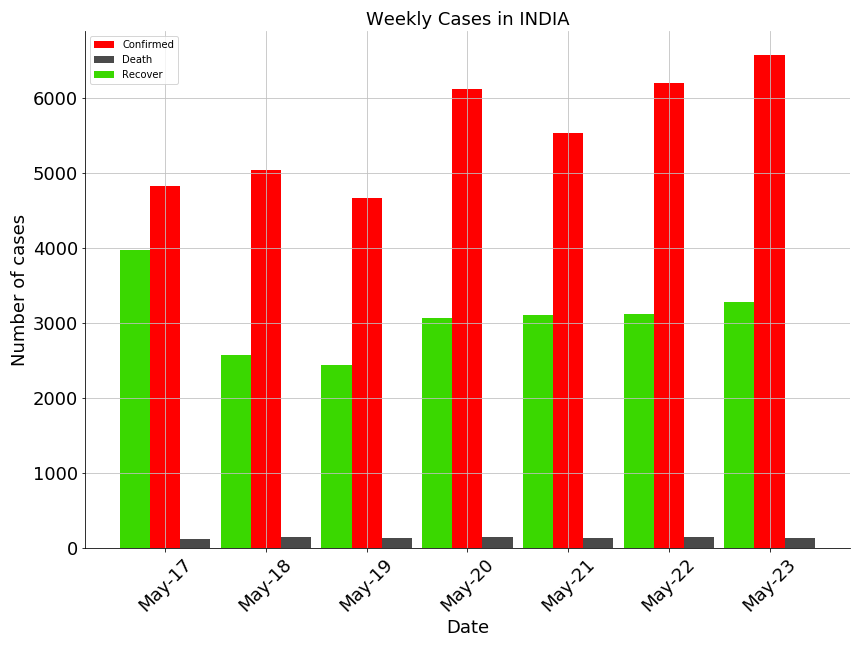 Weekly Cases in INDIA
Confirmed
Death
Recover
Number of cases
6000
5000
4000
3000
2000
1000
0
May-17
May-18
May-19
May-20
May-21
May-22
May-23
Date